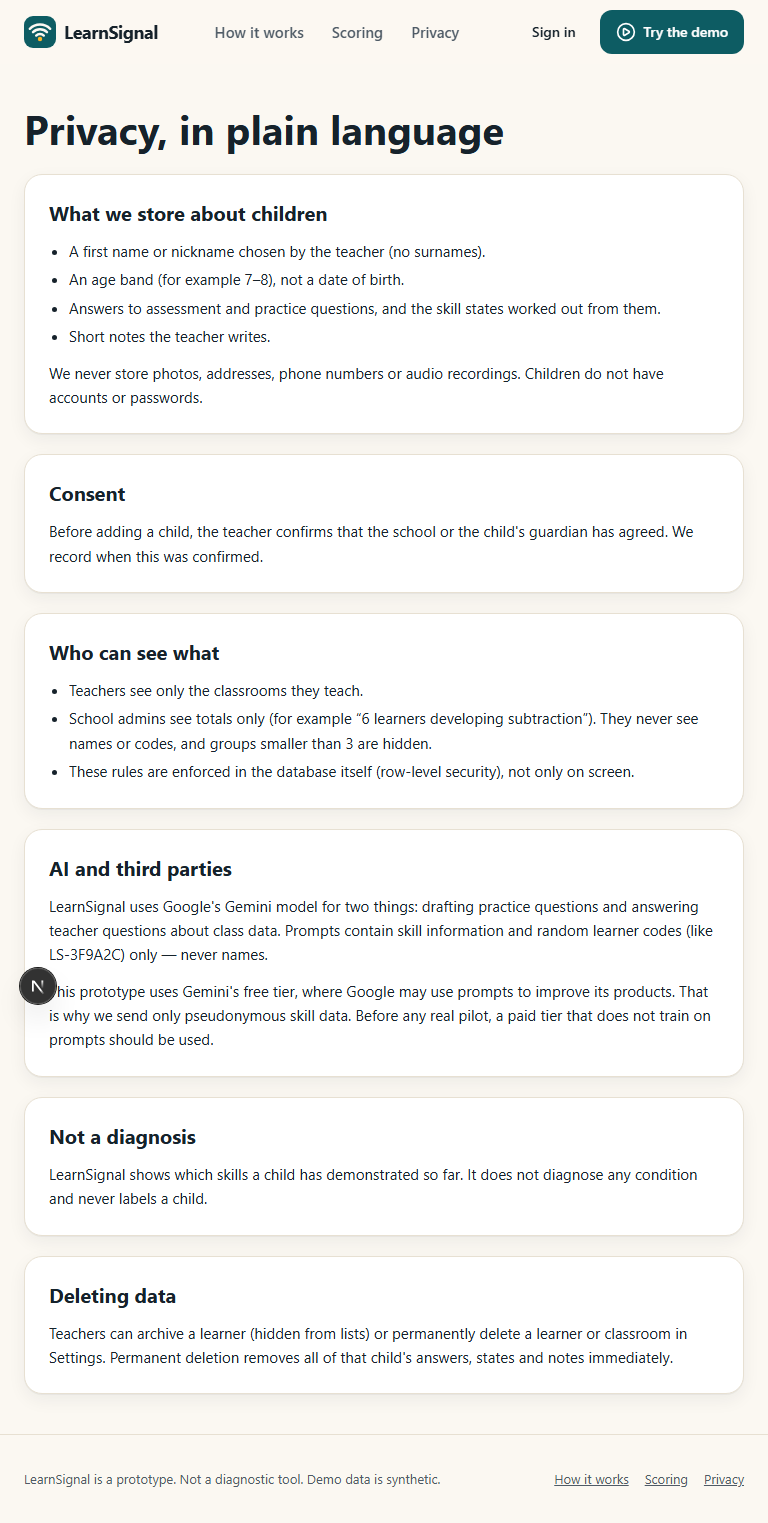 LearnSignal
How it works
Scoring
Privacy
Sign in
Try the demo
Privacy, in plain language
What we store about children
• A first name or nickname chosen by the teacher (no surnames).
• An age band (for example 7–8), not a date of birth.
• Answers to assessment and practice questions, and the skill states worked out from them.
• Short notes the teacher writes.
We never store photos, addresses, phone numbers or audio recordings. Children do not have
accounts or passwords.
Consent
Before adding a child, the teacher confirms that the school or the child's guardian has agreed. We
record when this was confirmed.
Who can see what
• Teachers see only the classrooms they teach.
• School admins see totals only (for example “6 learners developing subtraction”). They never see
names or codes, and groups smaller than 3 are hidden.
• These rules are enforced in the database itself (row-level security), not only on screen.
AI and third parties
LearnSignal uses Google's Gemini model for two things: drafting practice questions and answering
teacher questions about class data. Prompts contain skill information and random learner codes (like
LS-3F9A2C) only — never names.
N
his prototype uses Gemini's free tier, where Google may use prompts to improve its products. That
is why we send only pseudonymous skill data. Before any real pilot, a paid tier that does not train on
prompts should be used.
Not a diagnosis
LearnSignal shows which skills a child has demonstrated so far. It does not diagnose any condition
and never labels a child.
Deleting data
Teachers can archive a learner (hidden from lists) or permanently delete a learner or classroom in
Settings. Permanent deletion removes all of that child's answers, states and notes immediately.
LearnSignal is a prototype. Not a diagnostic tool. Demo data is synthetic.
How it works
Scoring
Privacy